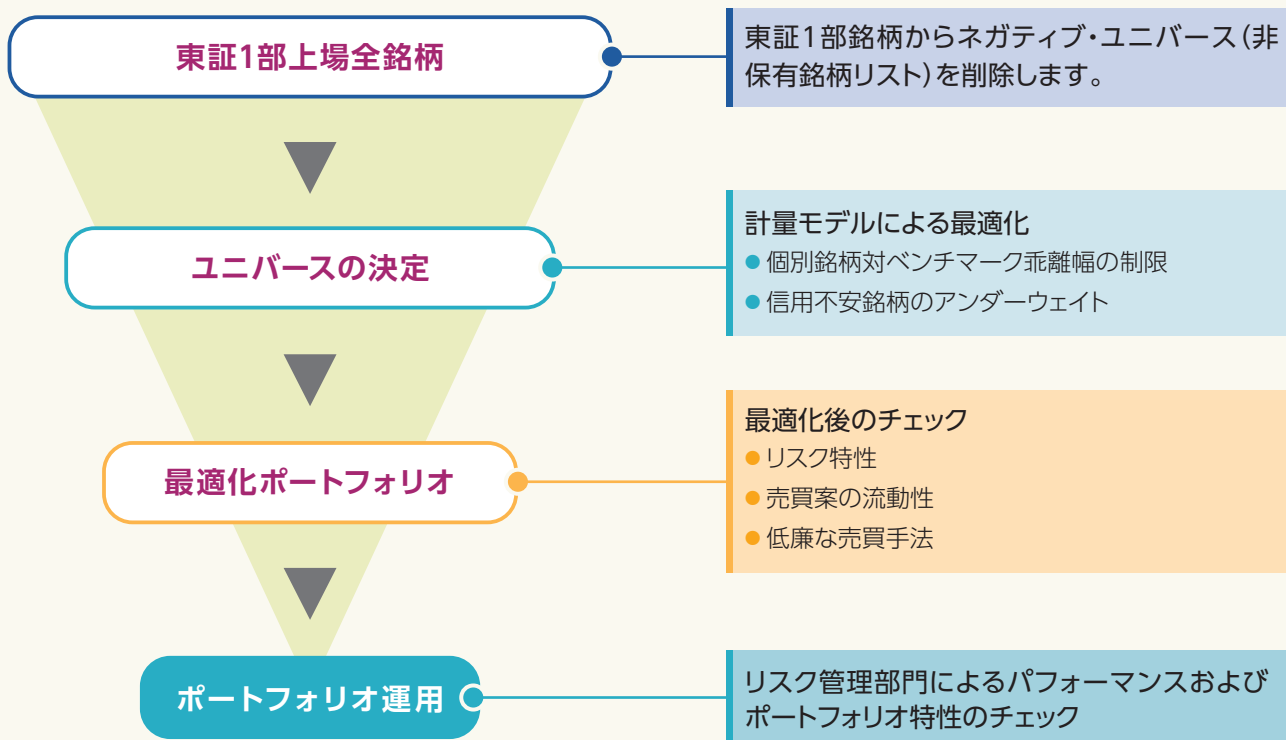 東証1部上場全銘柄
東証1部銘柄からネガティブ・ユニバース（非
保有銘柄リスト）を削除します。
ユニバースの決定
計量モデルによる最適化
● 個別銘柄対ベンチマーク乖離幅の制限
● 信用不安銘柄のアンダーウェイト
最適化ポートフォリオ
最適化後のチェック
● リスク特性
● 売買案の流動性
● 低廉な売買手法
ポートフォリオ運用
リスク管理部門によるパフォーマンスおよび
ポートフォリオ特性のチェック